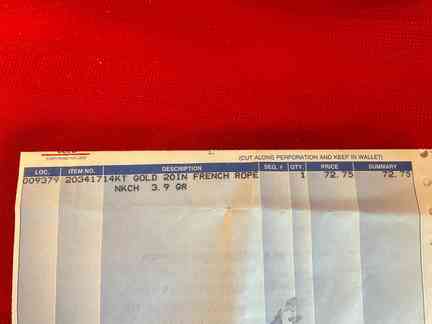 (CUT ALONG PERFORATION AND KEEP IN WALLET)
LOC. ITEM NO. DESCRIPTION SEQ. # QTY. PRICE SUMMARY
009379 20341714KT GOLD 20IN FRENCH ROPE 1 72.75 72.75
NKCH 3.9 GR